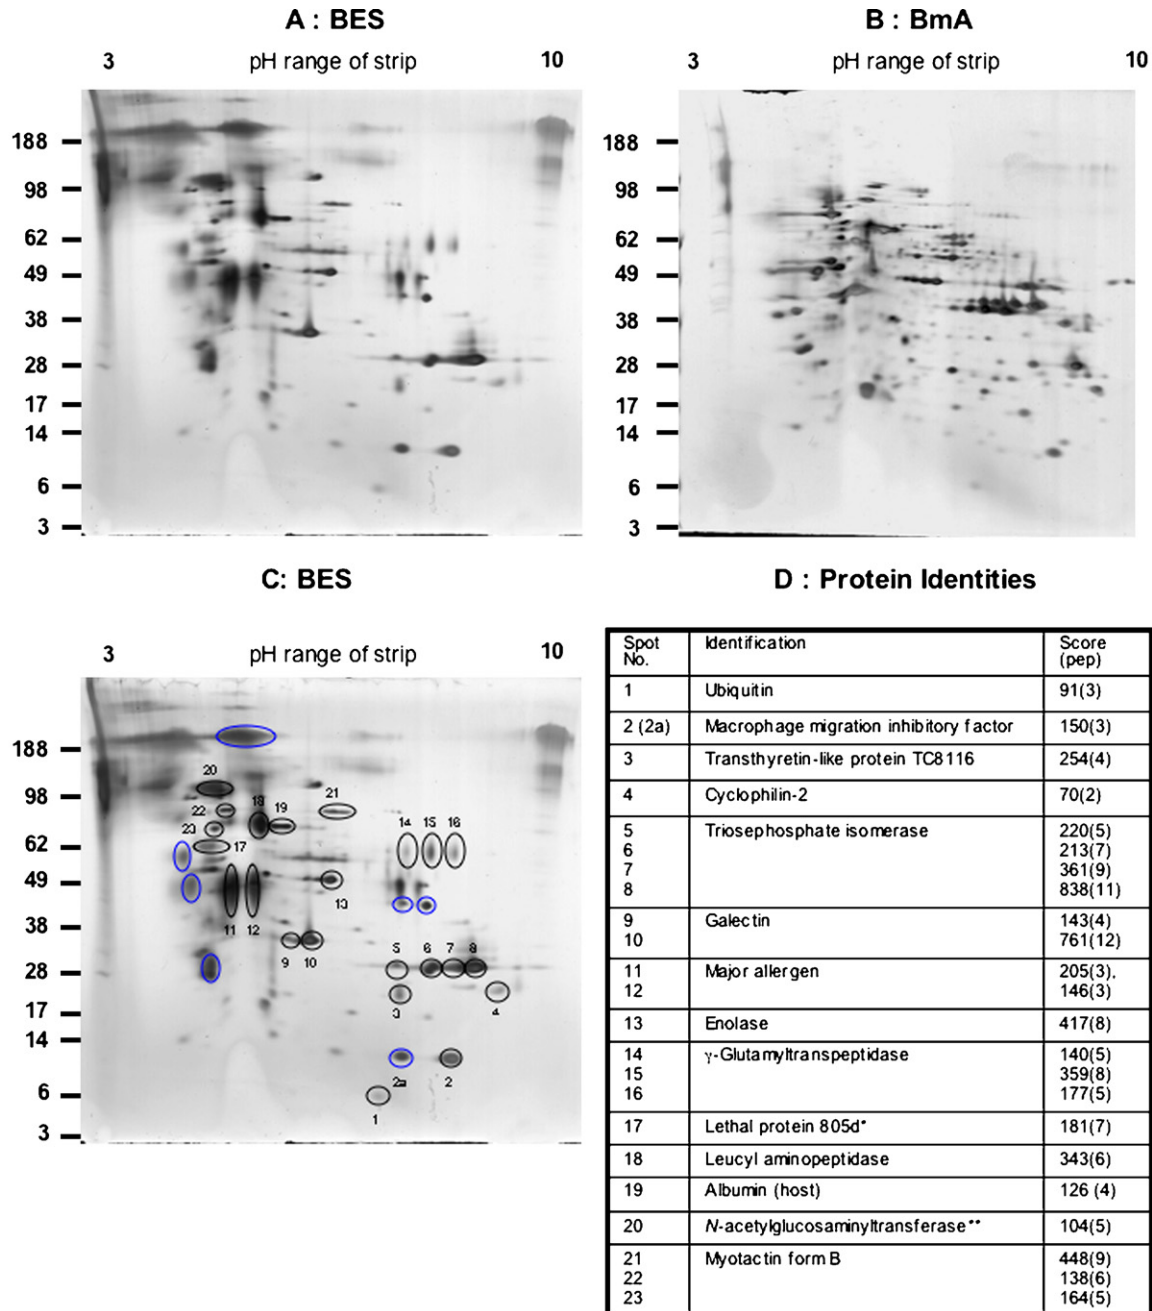 A : BES
3 pH range of strip 10
188
98
62
49
38
28
17
14
6
3
B : BmA
3 pH range of strip 10
188
98
62
49
38
28
17
14
6
3
C: BES
3 pH range of strip 10
188
98
62
49
38
28
17
14
6
3
20
21
22
18
19
23
17
14 15 16
13
11 12
9 10
5 6 7 8
3
4
2a
2
1
D : Protein Identities
Spot No. Identification Score (pep)
1 Ubiquitin 91(3)
2 (2a) Macrophage migration inhibitory factor 150(3)
3 Transthyretin-like protein TC8116 254(4)
4 Cyclophilin-2 70(2)
5 Triosephosphate isomerase 220(5)
6 213(7)
7 361(9)
8 838(11)
9 Galectin 143(4)
10 761(12)
11 Major allergen 205(3),
12 146(3)
13 Enolase 417(8)
14 γ-Glutamyltranspeptidase 140(5)
15 359(8)
16 177(5)
17 Lethal protein 805d*
181(7)
18 Leucyl aminopeptidase 343(6)
19 Albumin (host) 126 (4)
20 N-acetylglucosaminyltransferase** 104(5)
21 Myotactin form B 448(9)
22 138(6)
23 164(5)